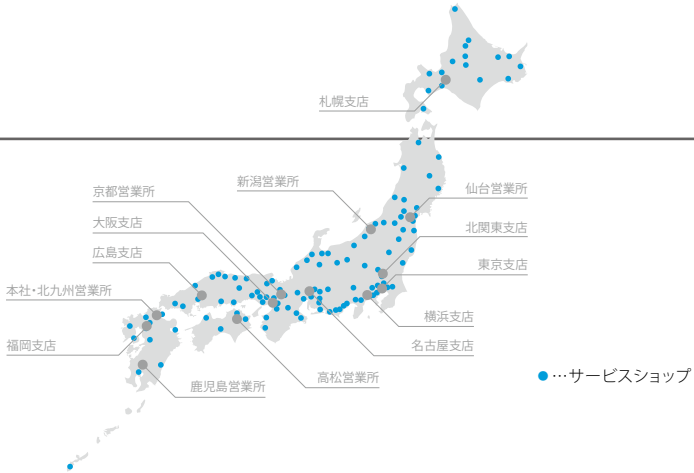 札幌支店
新潟営業所
京都営業所
仙台営業所
大阪支店
北関東支店
広島支店
東京支店
本社・北九州営業所
横浜支店
福岡支店
名古屋支店
高松営業所
鹿児島営業所
…サービスショップ